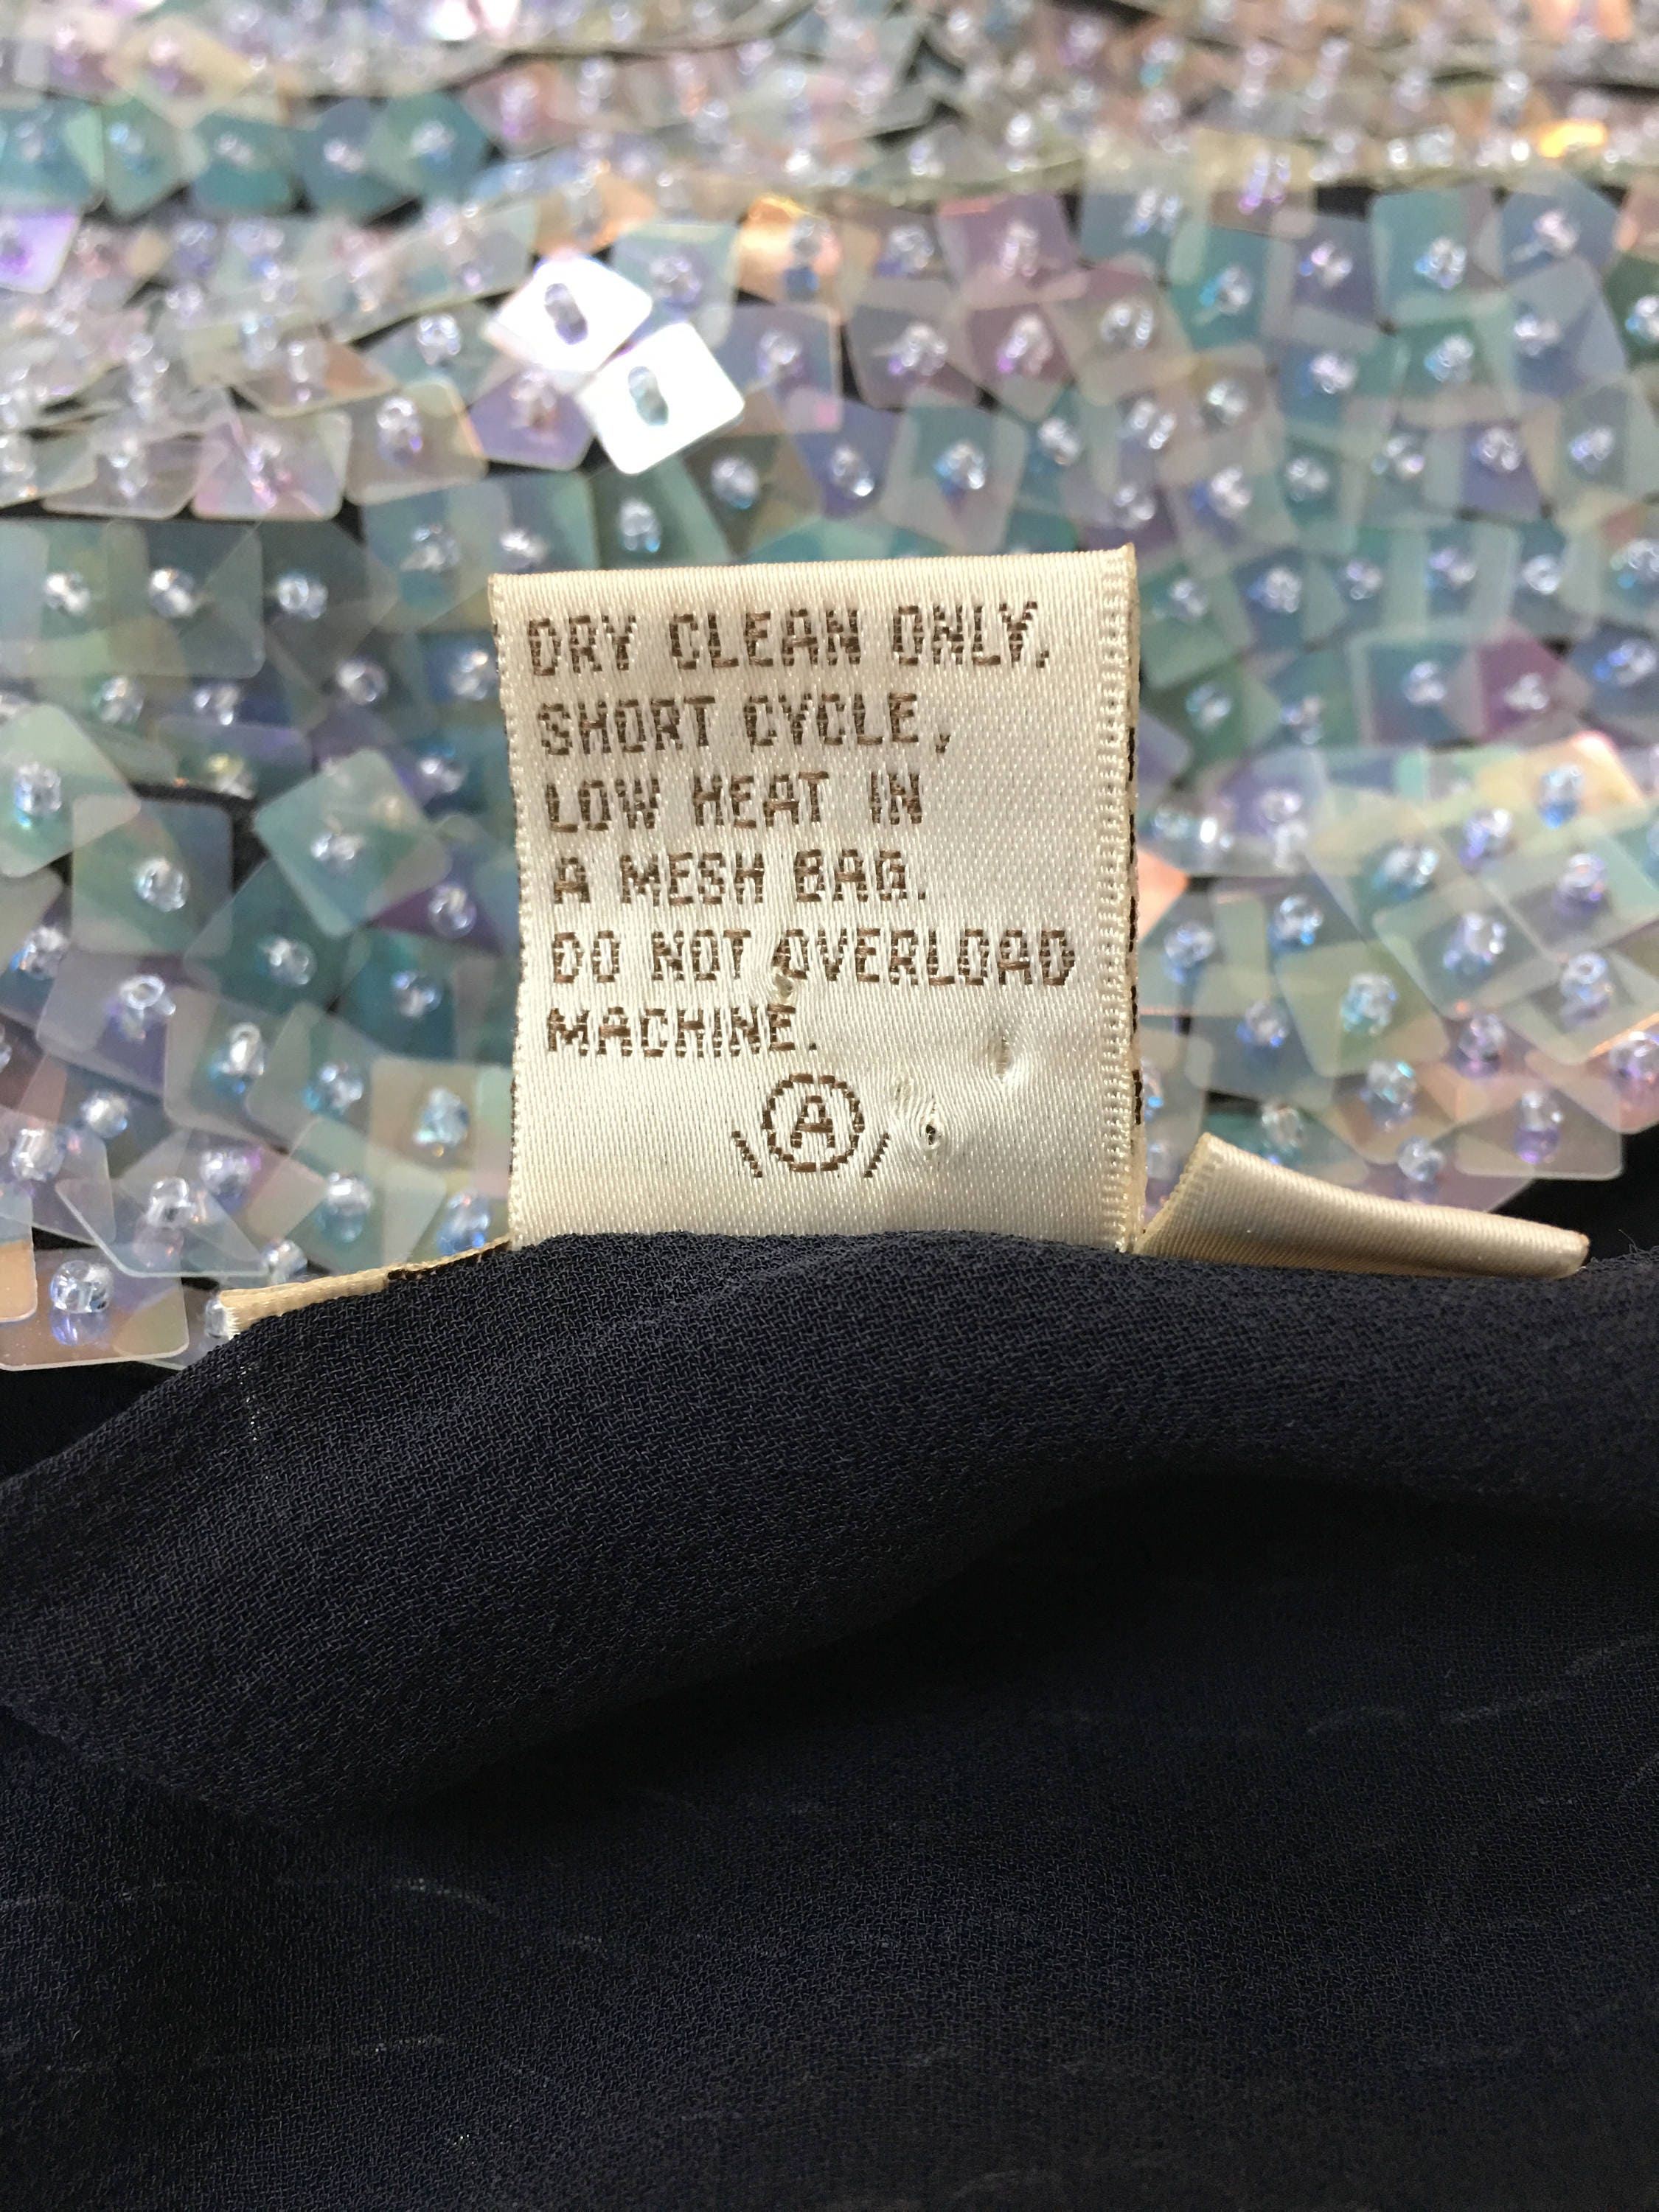 DRY CLEAN ONLY.
SHORT CYCLE,
LOW HEAT IN
A MESH BAG.
DO NOT OVERLOAD
MACHINE.
A